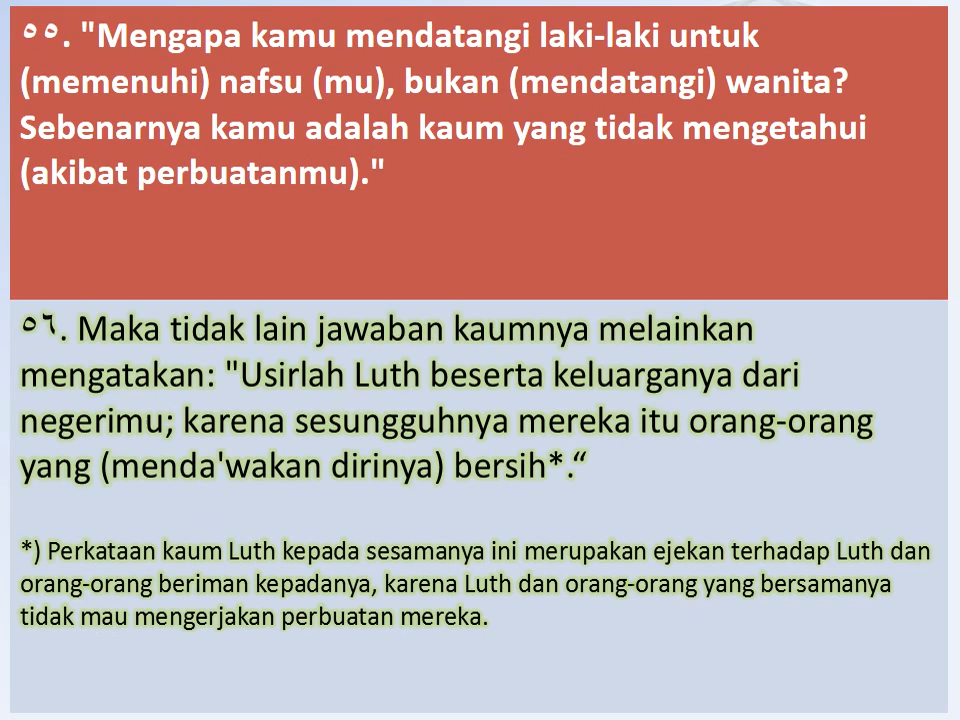 ٥٥. "Mengapa kamu mendatangi laki-laki untuk
(memenuhi) nafsu (mu), bukan (mendatangi) wanita?
Sebenarnya kamu adalah kaum yang tidak mengetahui
(akibat perbuatanmu)."
٥٦. Maka tidak lain jawaban kaumnya melainkan
mengatakan: "Usirlah Luth beserta keluarganya dari
negerimu; karena sesungguhnya mereka itu orang-orang
yang (menda'wakan dirinya) bersih*.“
*) Perkataan kaum Luth kepada sesamanya ini merupakan ejekan terhadap Luth dan
orang-orang beriman kepadanya, karena Luth dan orang-orang yang bersamanya
tidak mau mengerjakan perbuatan mereka.